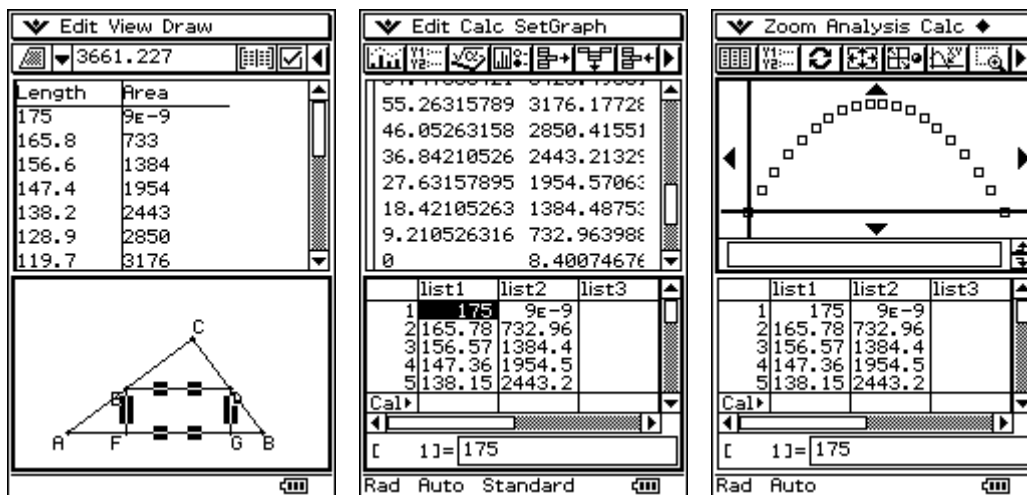 Edit View Draw
3661.227
Length Area
175 9E-9
165.8 733
156.6 1384
147.4 1954
138.2 2443
128.9 2850
119.7 3176
C
A F G B
Edit Calc SetGraph
55.26315789 3176.17728
46.05263158 2850.41551
36.84210526 2443.21329
27.63157895 1954.57063
18.42105263 1384.48753
9.210526316 732.963988
0 8.40074676
list1 list2 list3
1 175 9E-9
2 165.78 732.96
3 156.57 1384.4
4 147.36 1954.5
5 138.15 2443.2
Cal
[ 1]= 175
Rad Auto Standard
Zoom Analysis Calc
list1 list2 list3
1 175 9E-9
2 165.78 732.96
3 156.57 1384.4
4 147.36 1954.5
5 138.15 2443.2
Cal
[ 1]= 175
Rad Auto